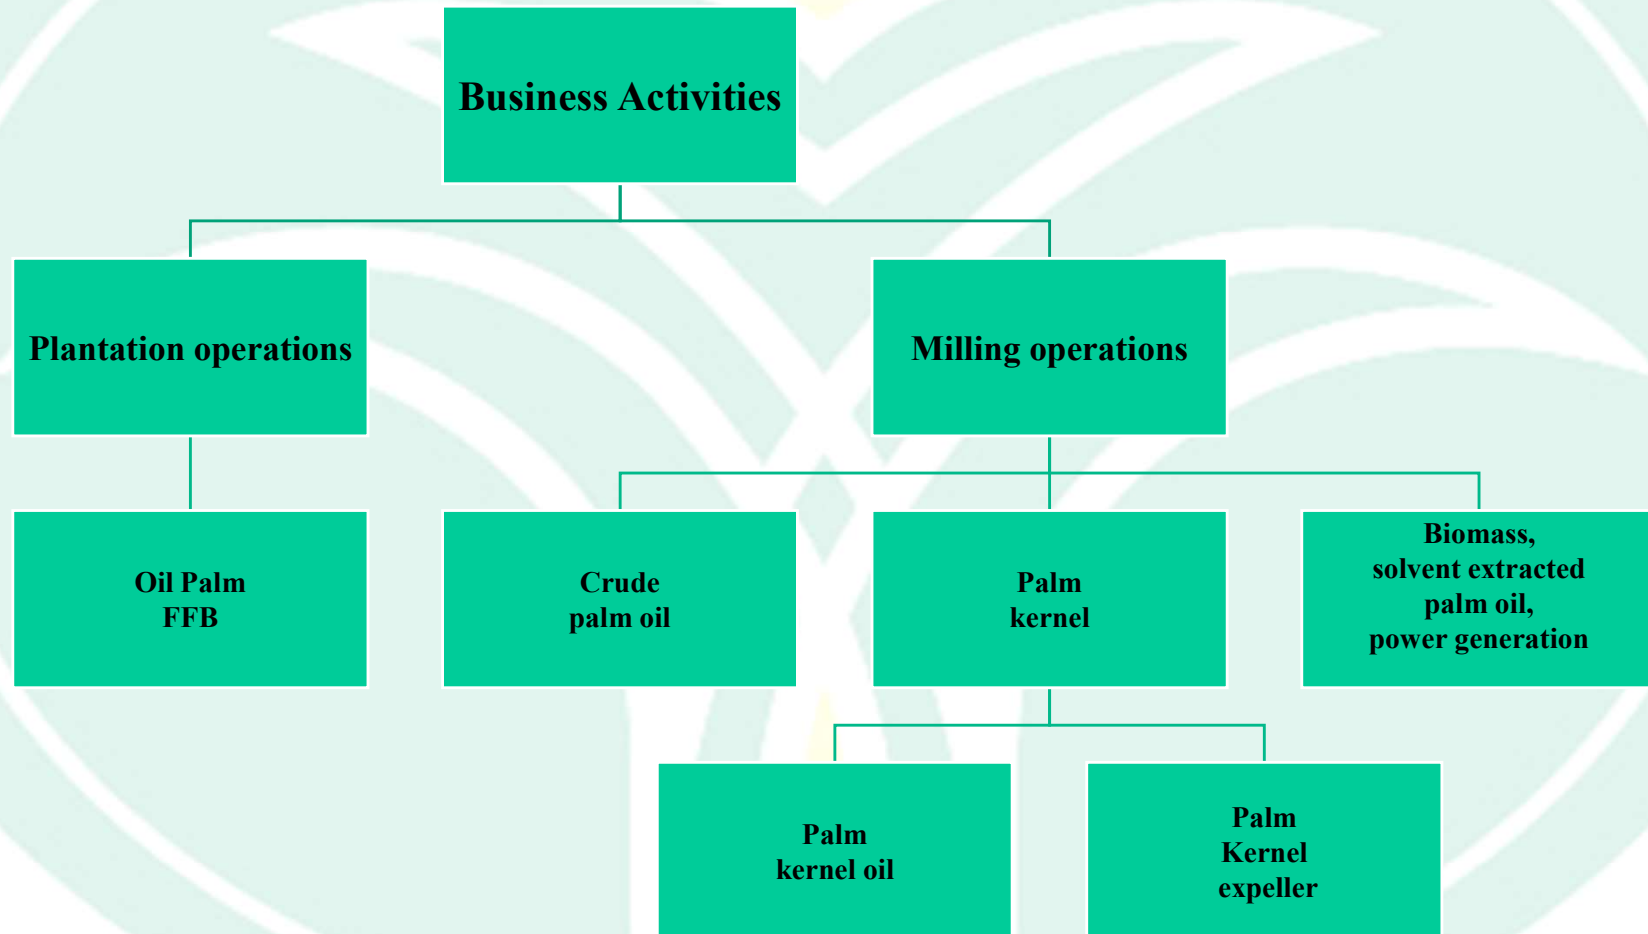 Business Activities
Plantation operations
Milling operations
Oil Palm
FFB
Crude
palm oil
Palm
kernel
Biomass,
solvent extracted
palm oil,
power generation
Palm
kernel oil
Palm
Kernel
expeller